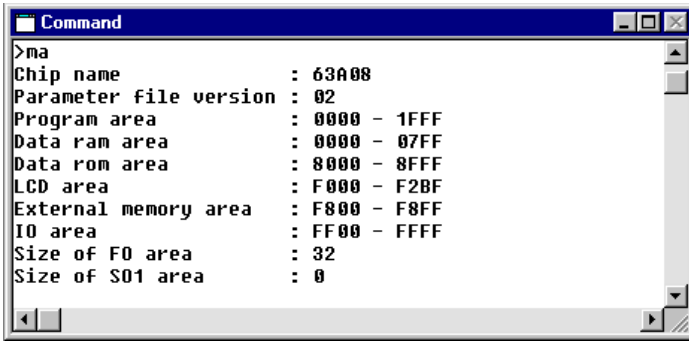 Command
>ma
Chip name : 63A08
Parameter file version : 02
Program area : 0000 - 1FFF
Data ram area : 0000 - 07FF
Data rom area : 8000 - 8FFF
LCD area : F000 - F2BF
External memory area : F800 - F8FF
IO area : FF00 - FFFF
Size of FO area : 32
Size of SO1 area : 0